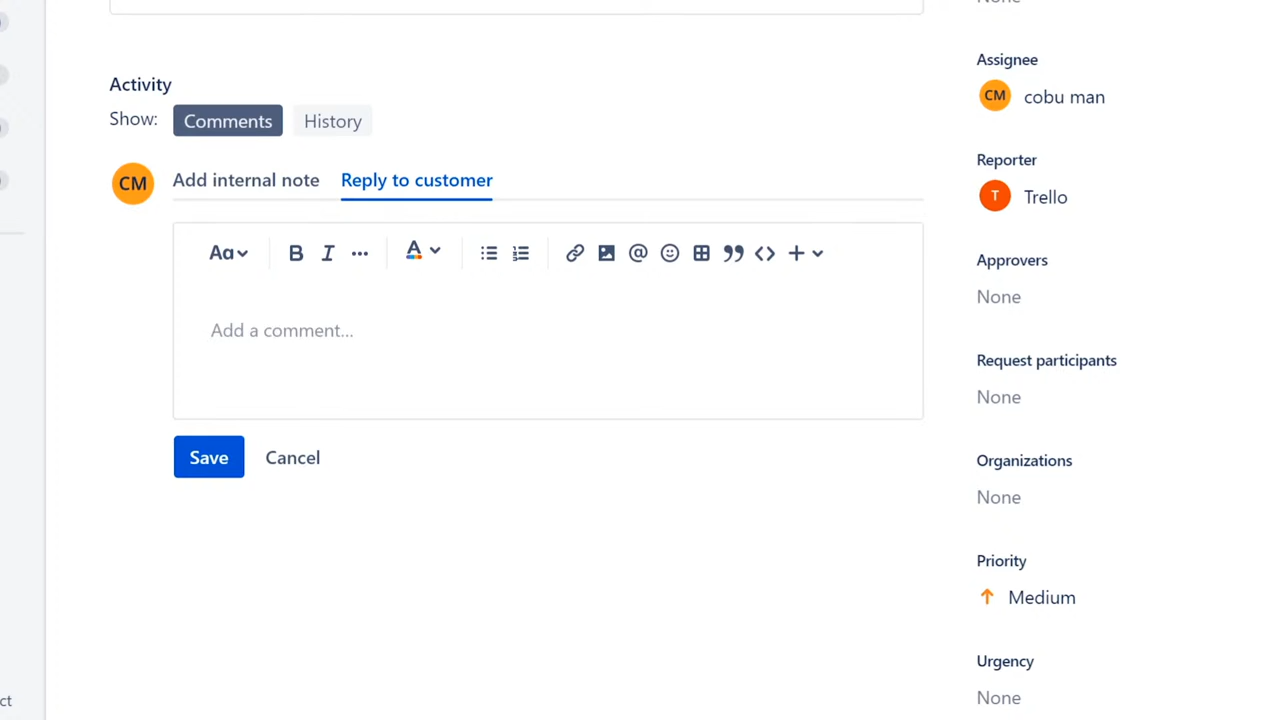 Activity
Show: Comments History
CM Add internal note Reply to customer
Aa B I ... A @
Add a comment...
Save Cancel
Assignee
CM cobu man
Reporter
T Trello
Approvers
None
Request participants
None
Organizations
None
Priority
Medium
Urgency
None
ct